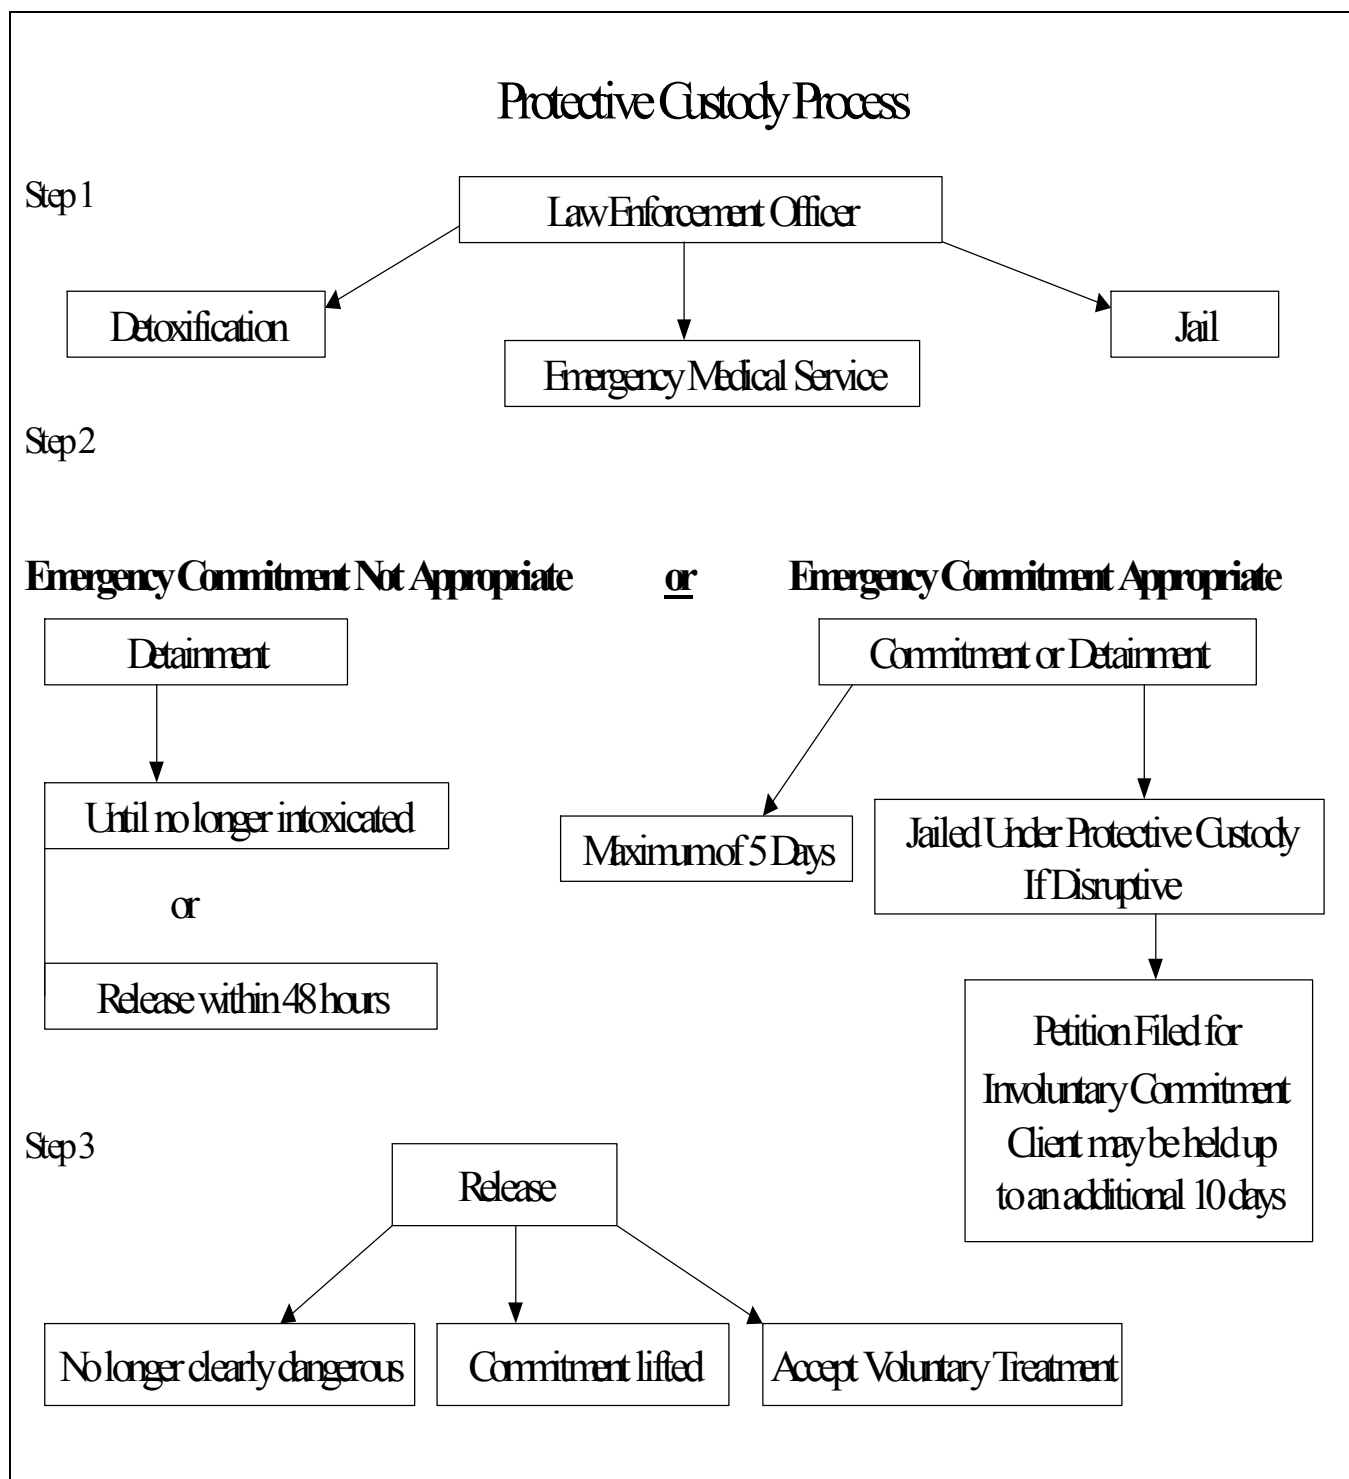 Protective Custody Process
Step 1
Law Enforcement Officer
Detoxification
Jail
Emergency Medical Service
Step 2
Emergency Commitment Not Appropriate or Emergency Commitment Appropriate
Detainment
Commitment or Detainment
Until no longer intoxicated
Maximum of 5 Days
Jailed Under Protective Custody
If Disruptive
or
Release within 48 hours
Petition Filed for
Involuntary Commitment
Client may be held up
to an additional 10 days
Step 3
Release
No longer clearly dangerous
Commitment lifted
Accept Voluntary Treatment